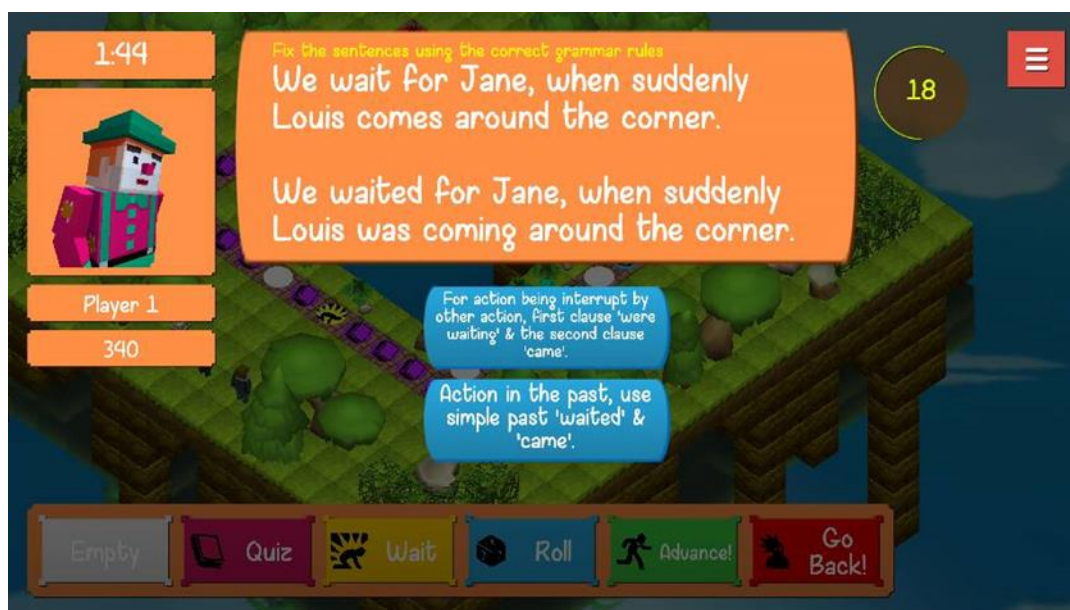 1:44
Fix the sentences using the correct grammar rules
We wait for Jane, when suddenly
Louis comes around the corner.
We waited for Jane, when suddenly
Louis was coming around the corner.
18
Player 1
340
For action being interrupt by
other action, first clause 'were
waiting' & the second clause
'came'.
Action in the past, use
simple past 'waited' &
'came'.
Empty
Quiz
Wait
Roll
Advance!
Go
Back!